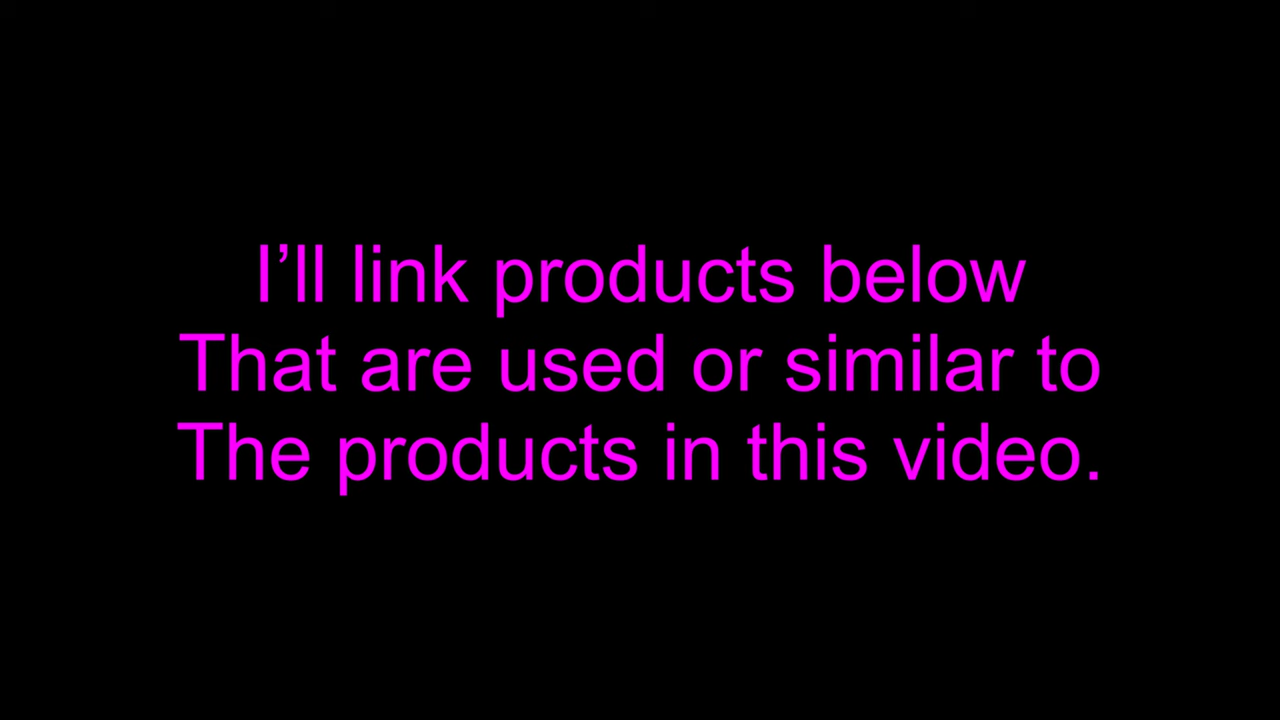 I’ll link products below
That are used or similar to
The products in this video.